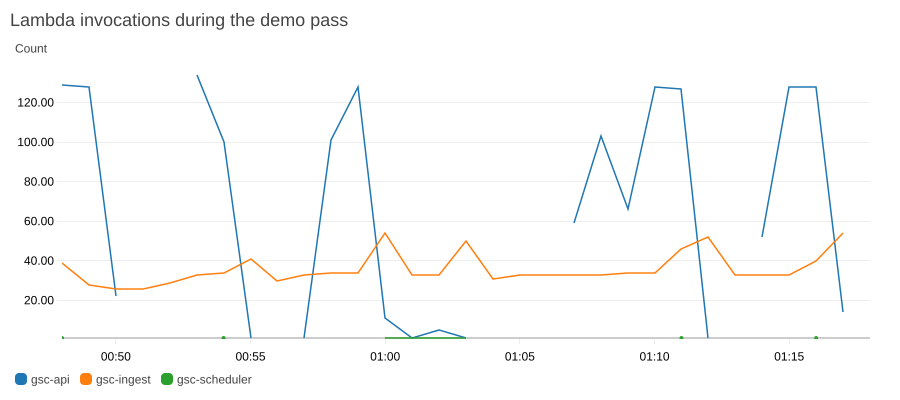 Lambda invocations during the demo pass
Count
120.00
100.00
80.00
60.00
40.00
20.00
00:50 00:55 01:00 01:05 01:10 01:15
gsc-api gsc-ingest gsc-scheduler